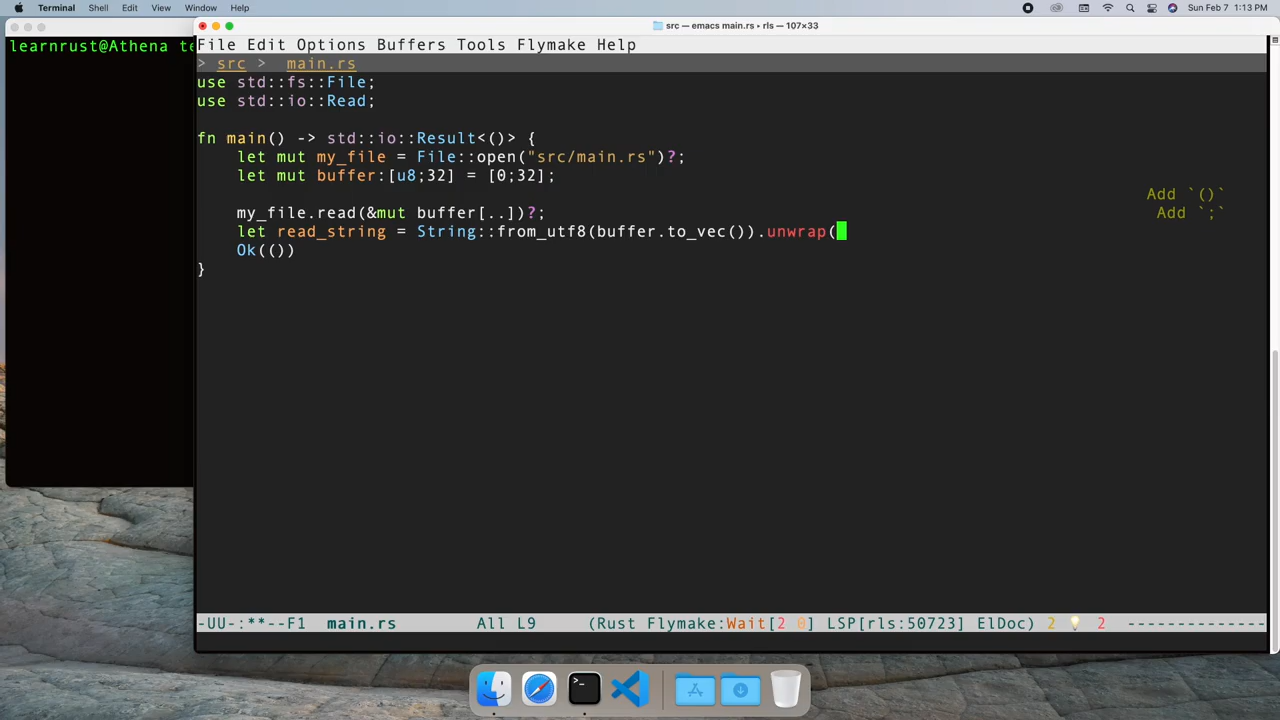 Terminal Shell Edit View Window Help Sun Feb 7 1:13 PM
src — emacs main.rs ▸ rls — 107×33
learnrust@Athena te
File Edit Options Buffers Tools Flymake Help
> src > main.rs
use std::fs::File;
use std::io::Read;
fn main() -> std::io::Result<()> {
let mut my_file = File::open("src/main.rs")?;
let mut buffer:[u8;32] = [0;32];
Add `()`
my_file.read(&mut buffer[..])?;
Add `;`
let read_string = String::from_utf8(buffer.to_vec()).unwrap(
Ok(())
}
-UU-:**--F1 main.rs All L9 (Rust Flymake:Wait[2 0] LSP[rls:50723] ElDoc) 2 💡 2 --------------